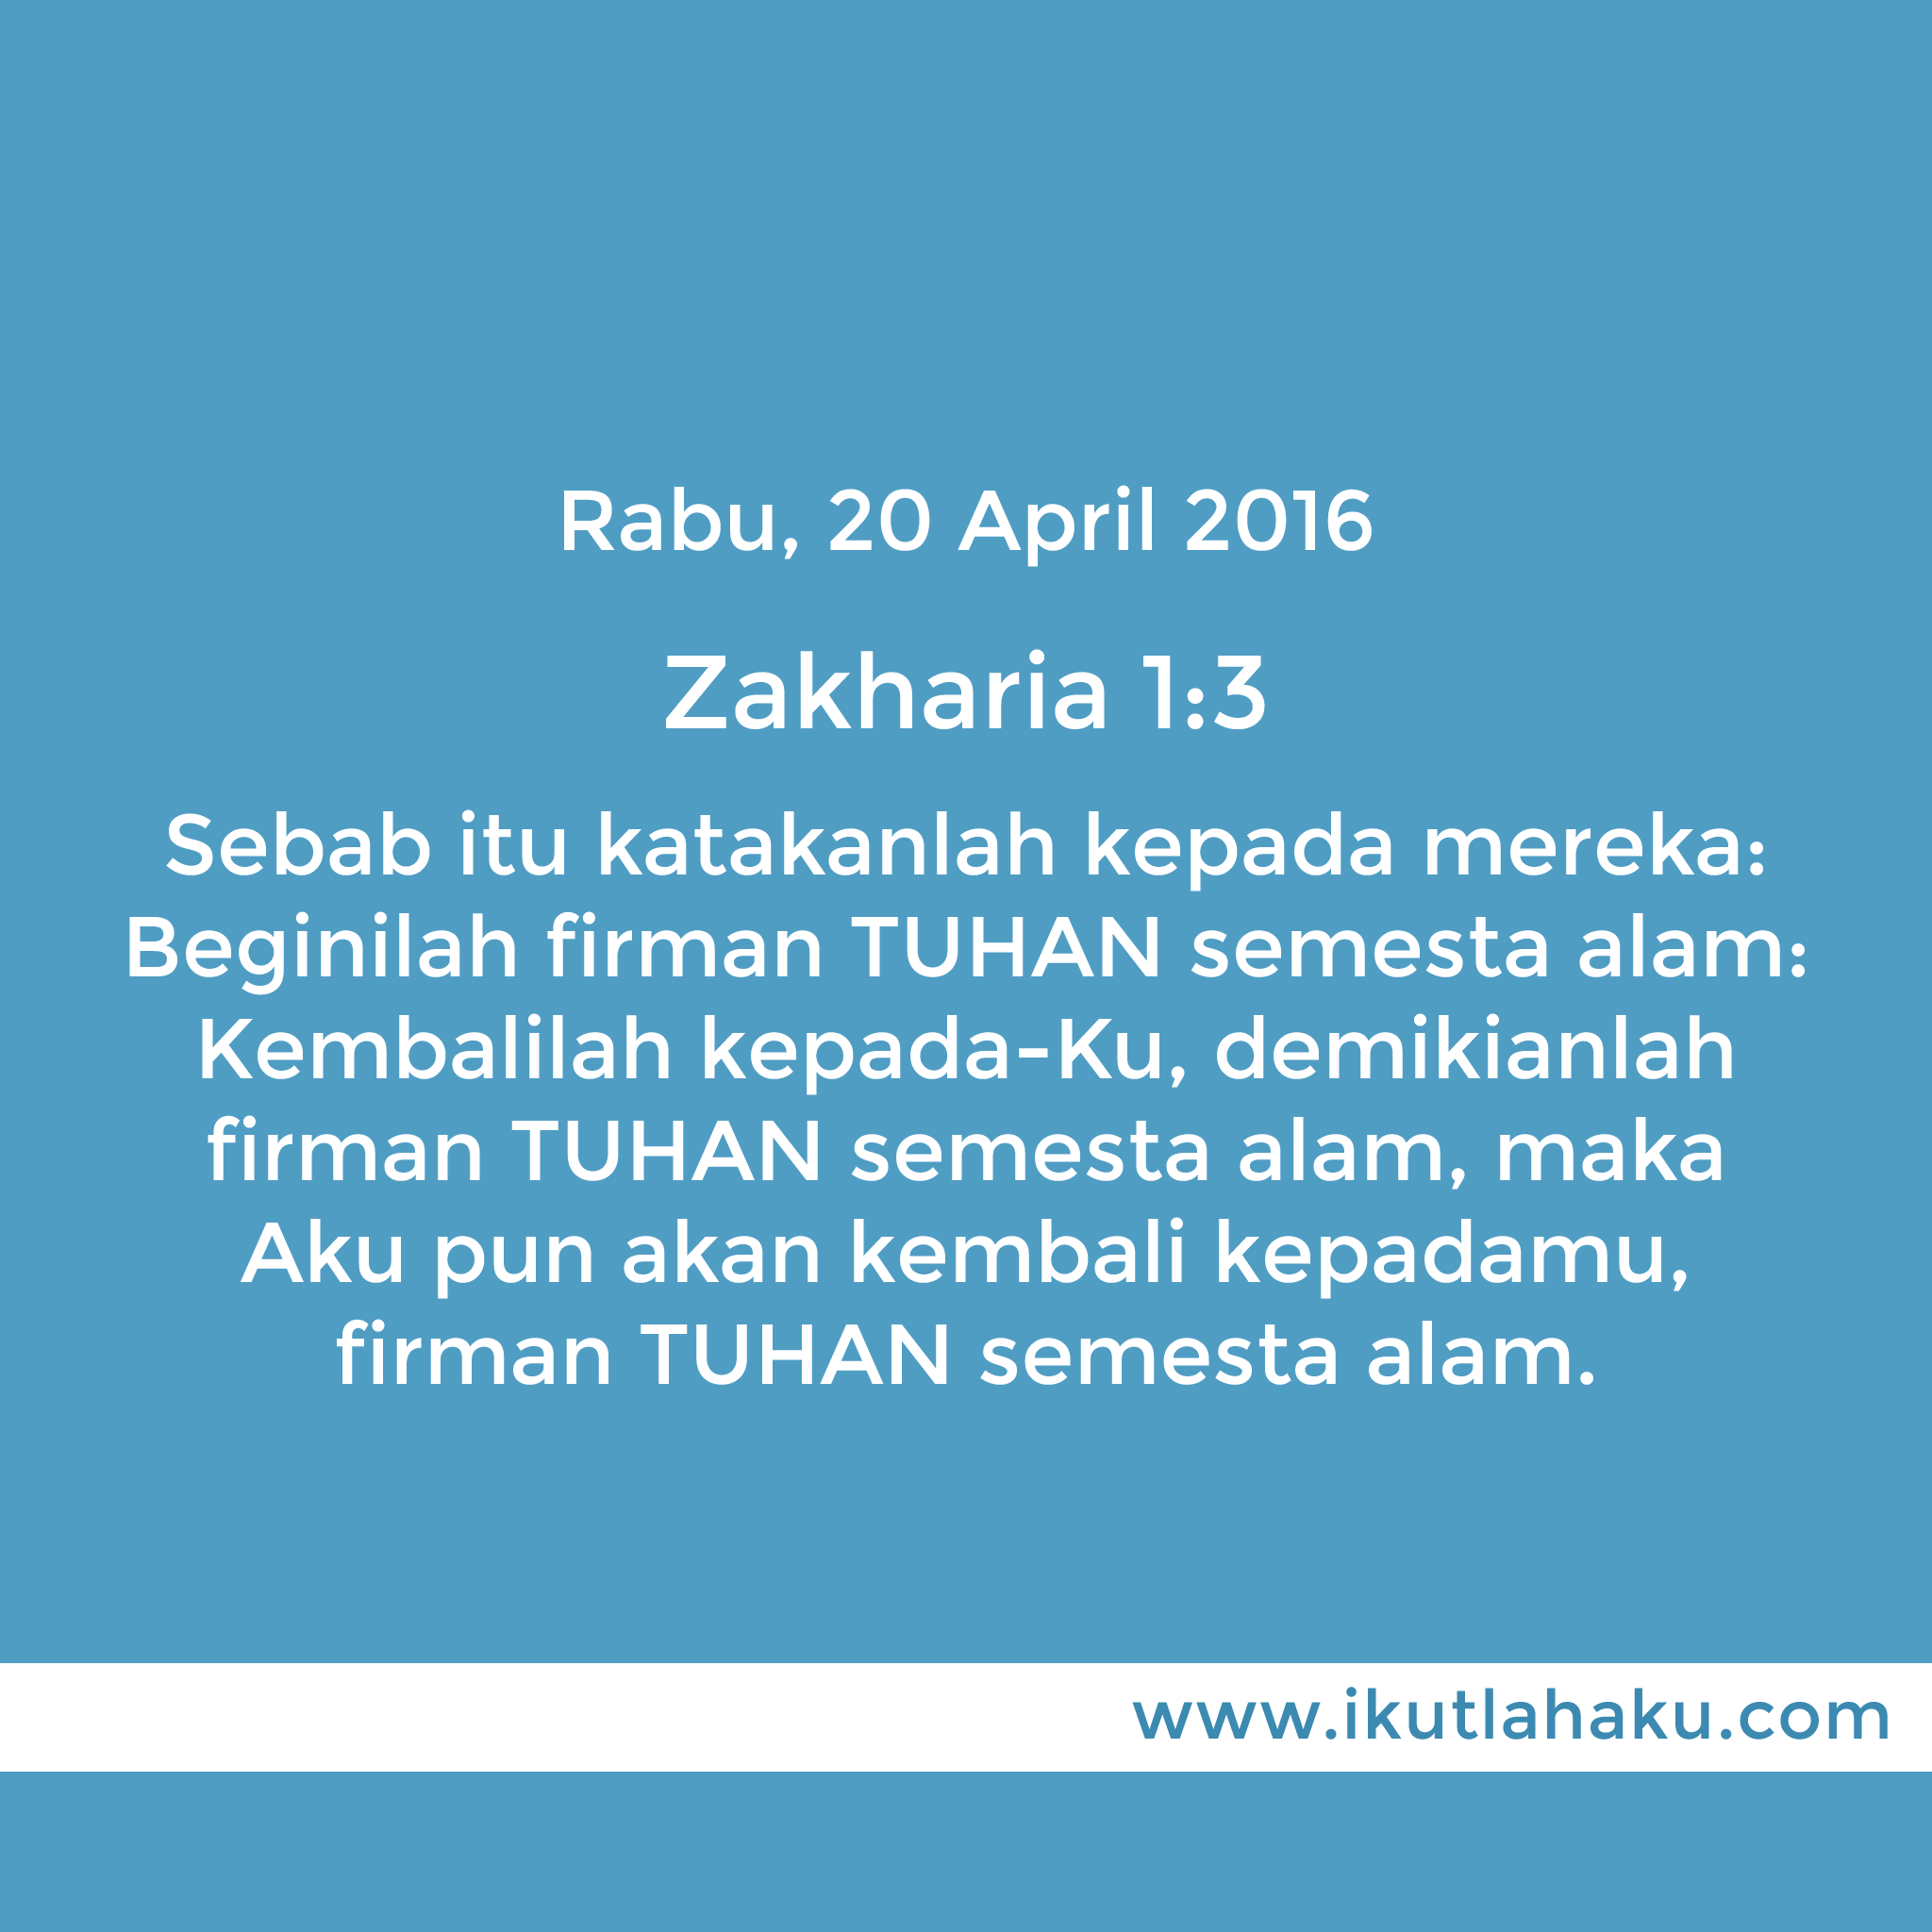 Rabu, 20 April 2016
Zakharia 1:3
Sebab itu katakanlah kepada mereka:
Beginilah firman TUHAN semesta alam:
Kembalilah kepada-Ku, demikianlah
firman TUHAN semesta alam, maka
Aku pun akan kembali kepadamu,
firman TUHAN semesta alam.
www.ikutlahaku.com